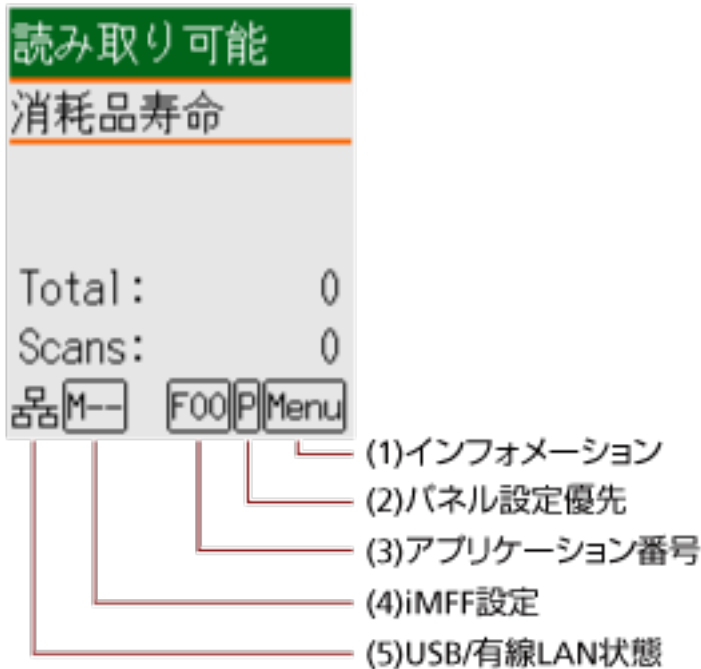 読み取り可能
消耗品寿命
Total: 0
Scans: 0
M-- F00 P Menu
(1)インフォメーション
(2)パネル設定優先
(3)アプリケーション番号
(4)iMFF設定
(5)USB/有線LAN状態